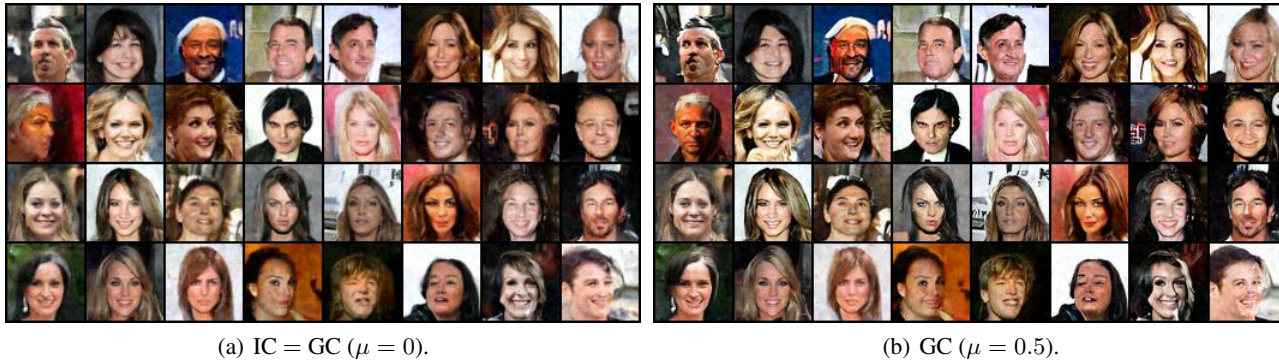 (a) IC = GC (μ = 0).
(b) GC (μ = 0.5).